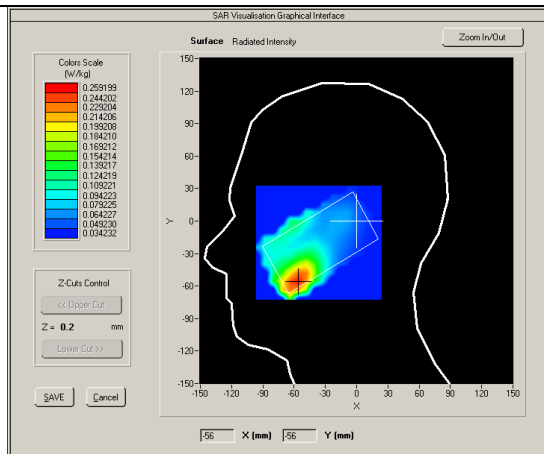 SAR Visualisation Graphical Interface
Surface Radiated Intensity
Zoom In/Out
Colors Scale
(W/kg)
0.259199
0.244202
0.229204
0.214206
0.199208
0.184210
0.169212
0.154214
0.139217
0.124219
0.109221
0.094223
0.079225
0.064227
0.049230
0.034232
Z-Cuts Control
<< Upper Cut
Z = 0.2 mm
Lower Cut >>
SAVE Cancel
150-
120-
90-
60-
30-
0-
-30-
-60-
-90-
-120-
-150-
Y
-150 -120 -90 -60 -30 0 30 60 90 120 150
X
-56 X (mm) -56 Y (mm)